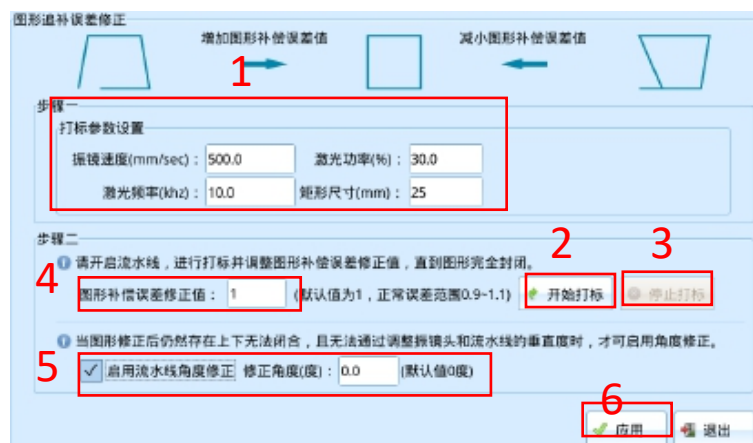 图形追补误差修正
增加图形补偿误差值
减小图形补偿误差值
1
步骤一
打标参数设置
振镜速度(mm/sec)： 500.0 激光功率(%)： 30.0
激光频率(khz)： 10.0 矩形尺寸(mm)： 25
步骤二
2
3
请开启流水线，进行打标并调整图形补偿误差修正值，直到图形完全封闭。
4
图形补偿误差修正值： 1 (默认值为1，正常误差范围0.9~1.1) 开始打标 停止打标
当图形修正后仍然存在上下无法闭合，且无法通过调整振镜头和流水线的垂直度时，才可启用角度修正。
5
启用流水线角度修正 修正角度(度)： 0.0 (默认值0度)
6
应用 退出